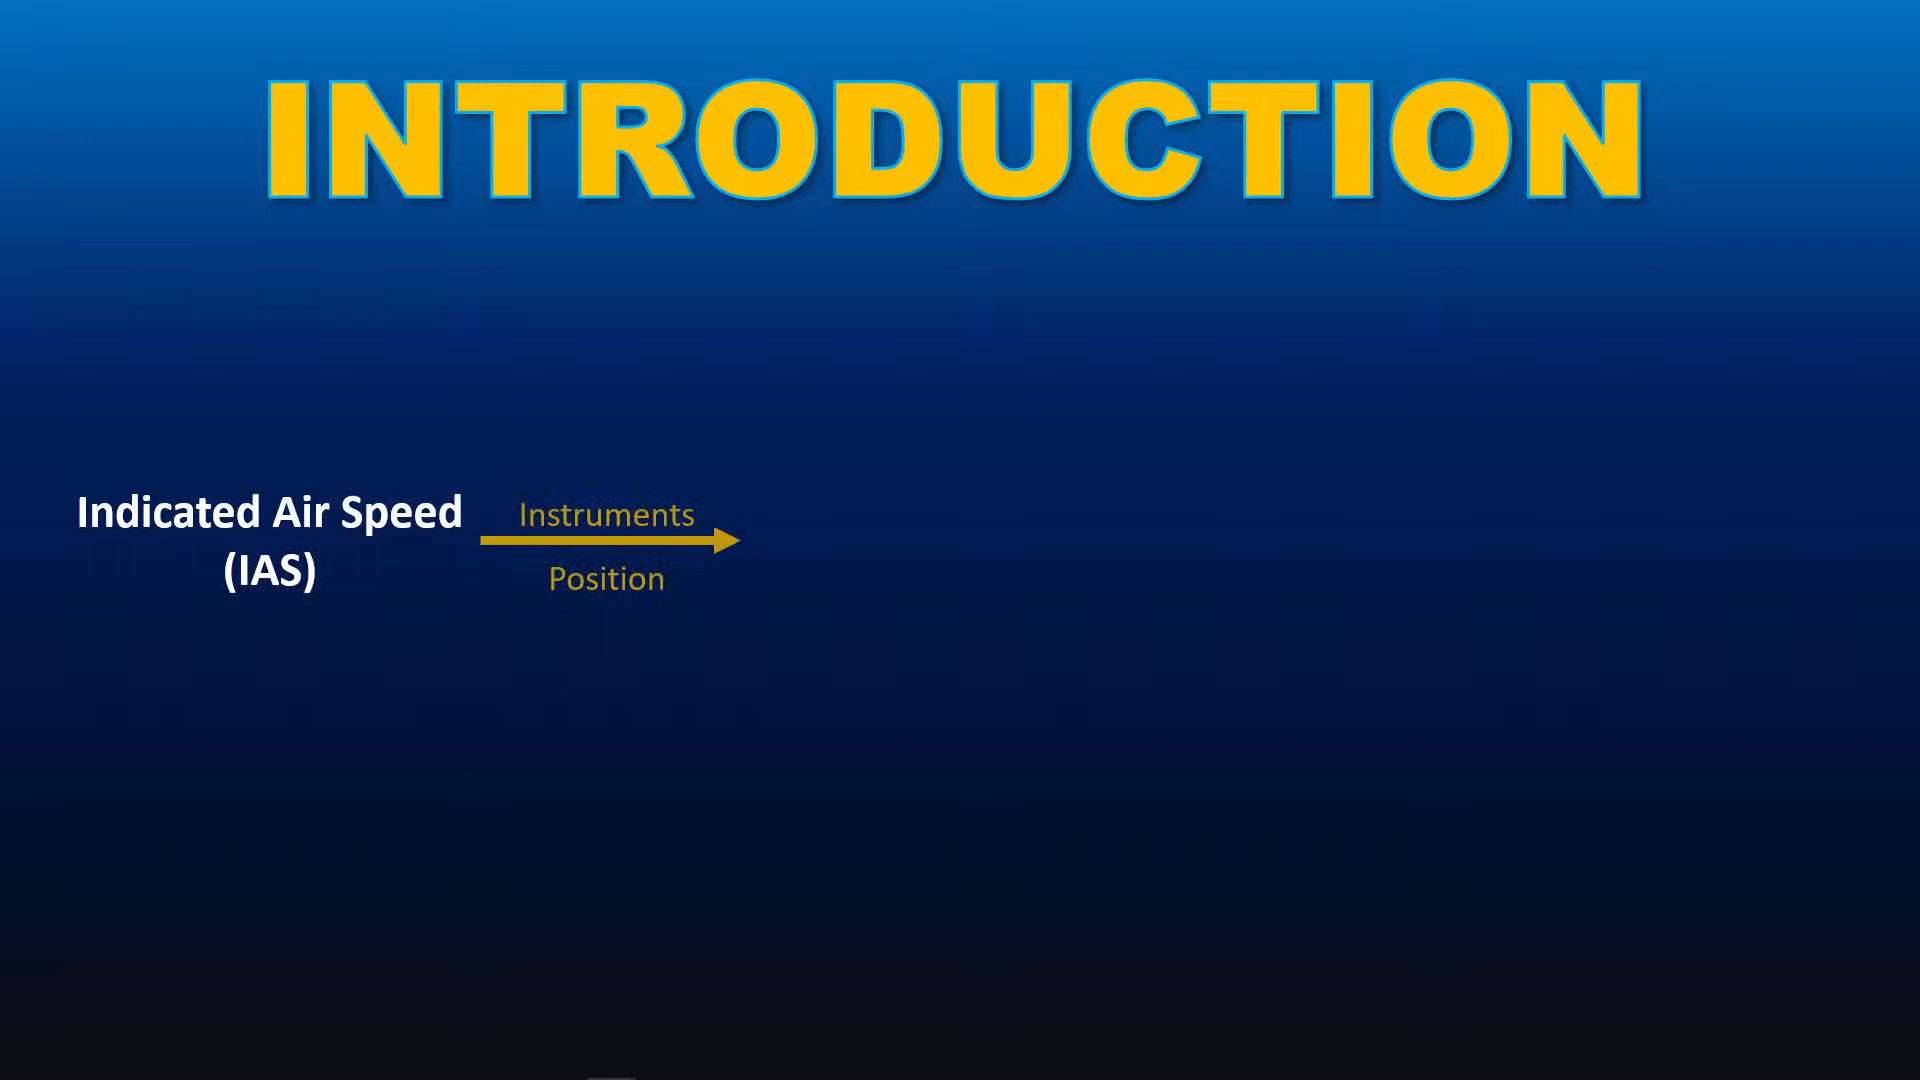 INTRODUCTION
Indicated Air Speed
(IAS)
Instruments
Position